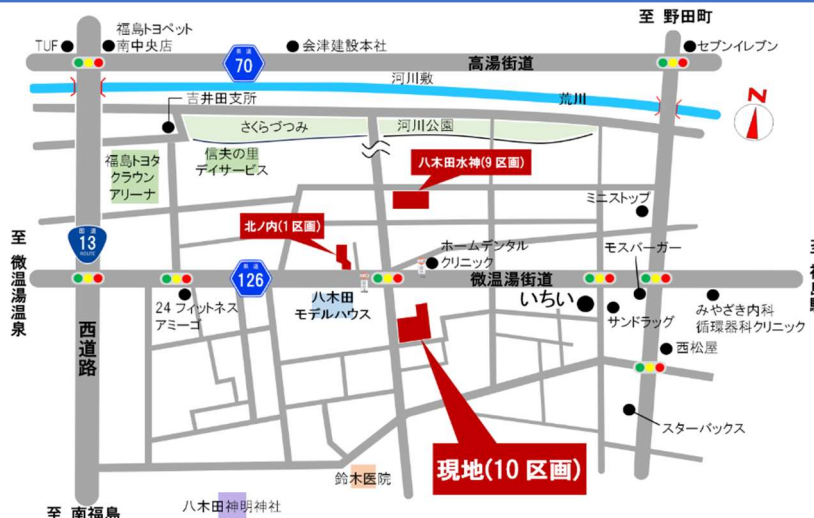 至 野田町
福島トヨペット
南中央店
TUF
会津建設本社
セブンイレブン
県道
70
高湯街道
河川敷
荒川
吉井田支所
N
さくらづつみ
河川公園
福島トヨタ
クラウン
アリーナ
信夫の里
デイサービス
八木田水神(9区画)
ミニストップ
北ノ内(1区画)
国道
13
ROUTE
至 微温湯温泉
ホームデンタル
クリニック
モスバーガー
県道
126
微温湯街道
24フィットネス
アミーゴ
八木田
モデルハウス
いちい
サンドラッグ
みやざき内科
循環器科クリニック
西道路
西松屋
スターバックス
現地(10区画)
鈴木医院
八木田神明神社
至 南福島